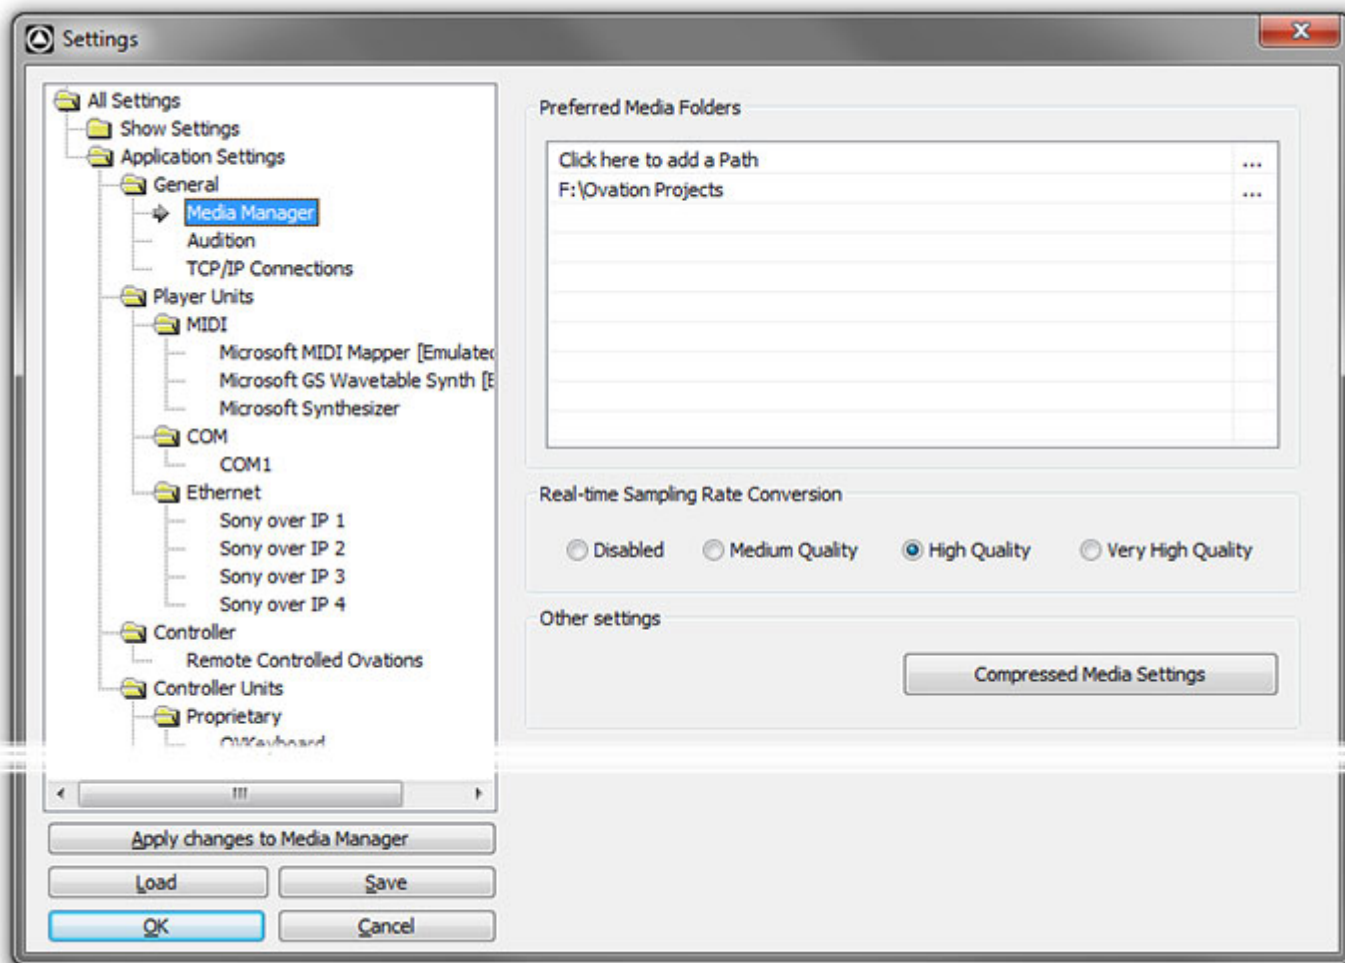 Settings
All Settings
Show Settings
Application Settings
General
Media Manager
Audition
TCP/IP Connections
Player Units
MIDI
Microsoft MIDI Mapper [Emulated
Microsoft GS Wavetable Synth [E
Microsoft Synthesizer
COM
COM1
Ethernet
Sony over IP 1
Sony over IP 2
Sony over IP 3
Sony over IP 4
Controller
Remote Controlled Ovations
Controller Units
Proprietary
OVKeyboard
Apply changes to Media Manager
Load Save
OK Cancel
Preferred Media Folders
Click here to add a Path ...
F:\Ovation Projects ...
Real-time Sampling Rate Conversion
Disabled Medium Quality High Quality Very High Quality
Other settings
Compressed Media Settings